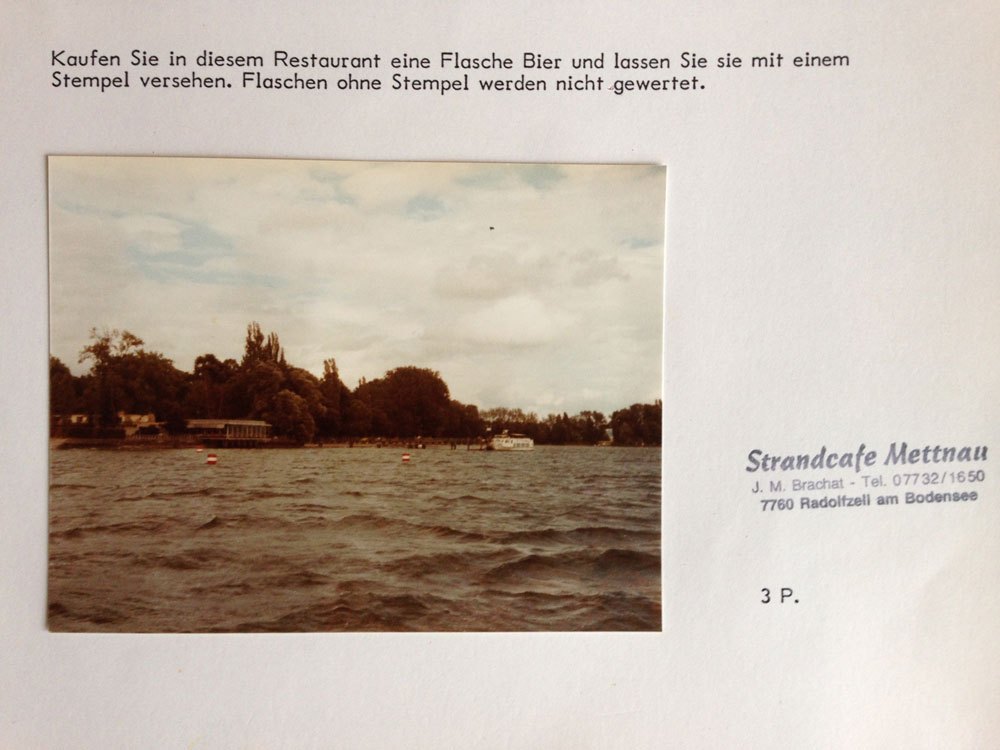 Kaufen Sie in diesem Restaurant eine Flasche Bier und lassen Sie sie mit einem
Stempel versehen. Flaschen ohne Stempel werden nicht gewertet.
Strandcafe Mettnau
J. M. Brachat - Tel. 07732/1650
7760 Radolfzell am Bodensee
3 P.